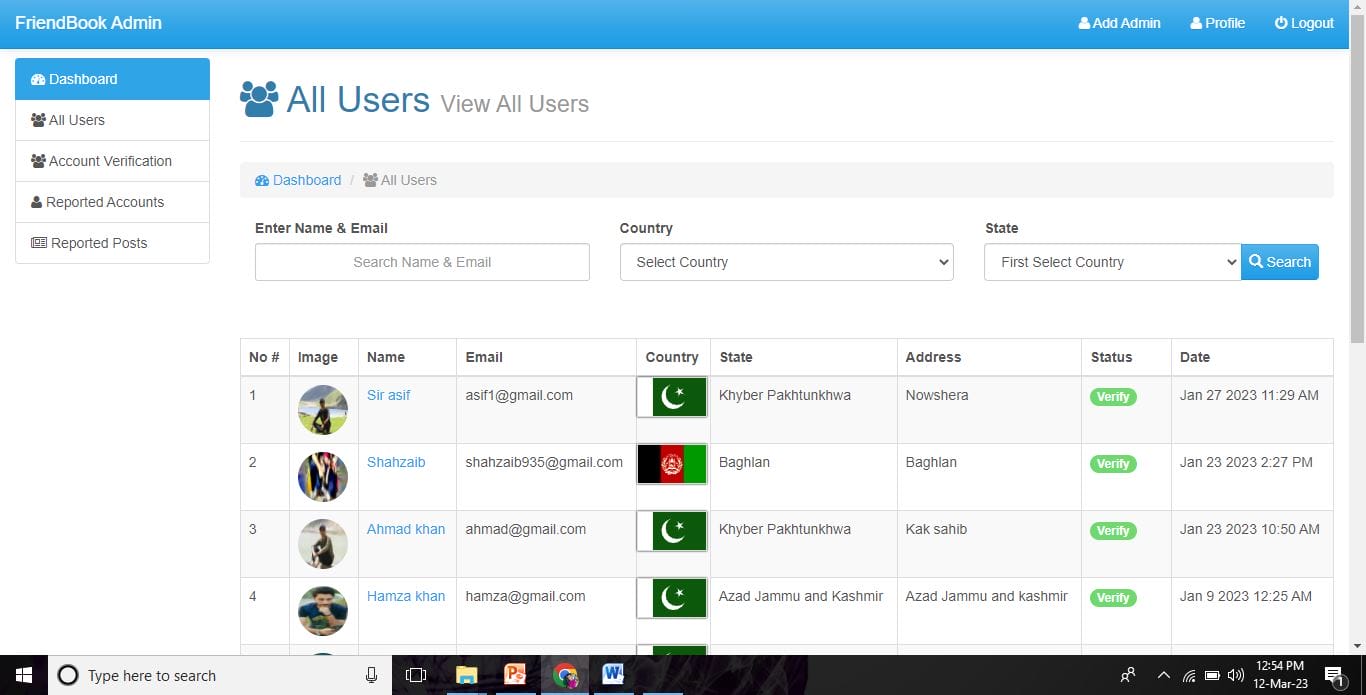 FriendBook Admin
Add Admin
Profile
Logout
Dashboard
All Users
Account Verification
Reported Accounts
Reported Posts
All Users View All Users
Dashboard / All Users
Enter Name & Email
Country
State
Search Name & Email
Select Country
First Select Country
Search
No # Image Name Email Country State Address Status Date
1 Sir asif asif1@gmail.com Khyber Pakhtunkhwa Nowshera Verify Jan 27 2023 11:29 AM
2 Shahzaib shahzaib935@gmail.com Baghlan Baghlan Verify Jan 23 2023 2:27 PM
3 Ahmad khan ahmad@gmail.com Khyber Pakhtunkhwa Kak sahib Verify Jan 23 2023 10:50 AM
4 Hamza khan hamza@gmail.com Azad Jammu and Kashmir Azad Jammu and kashmir Verify Jan 9 2023 12:25 AM
Type here to search
12:54 PM
12-Mar-23
1